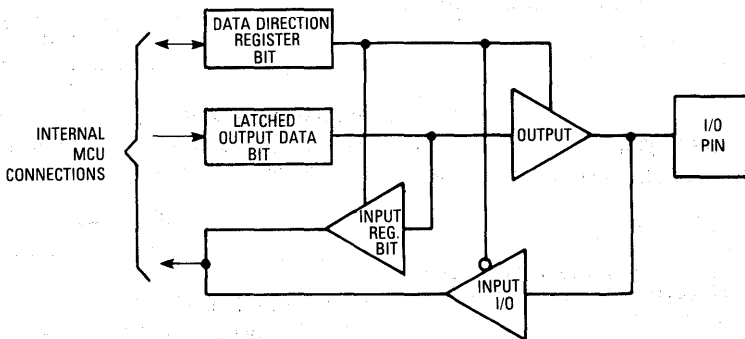 DATA DIRECTION
REGISTER
BIT
LATCHED
OUTPUT DATA
BIT
INTERNAL
MCU
CONNECTIONS
OUTPUT
I/O
PIN
INPUT
REG.
BIT
INPUT
I/O